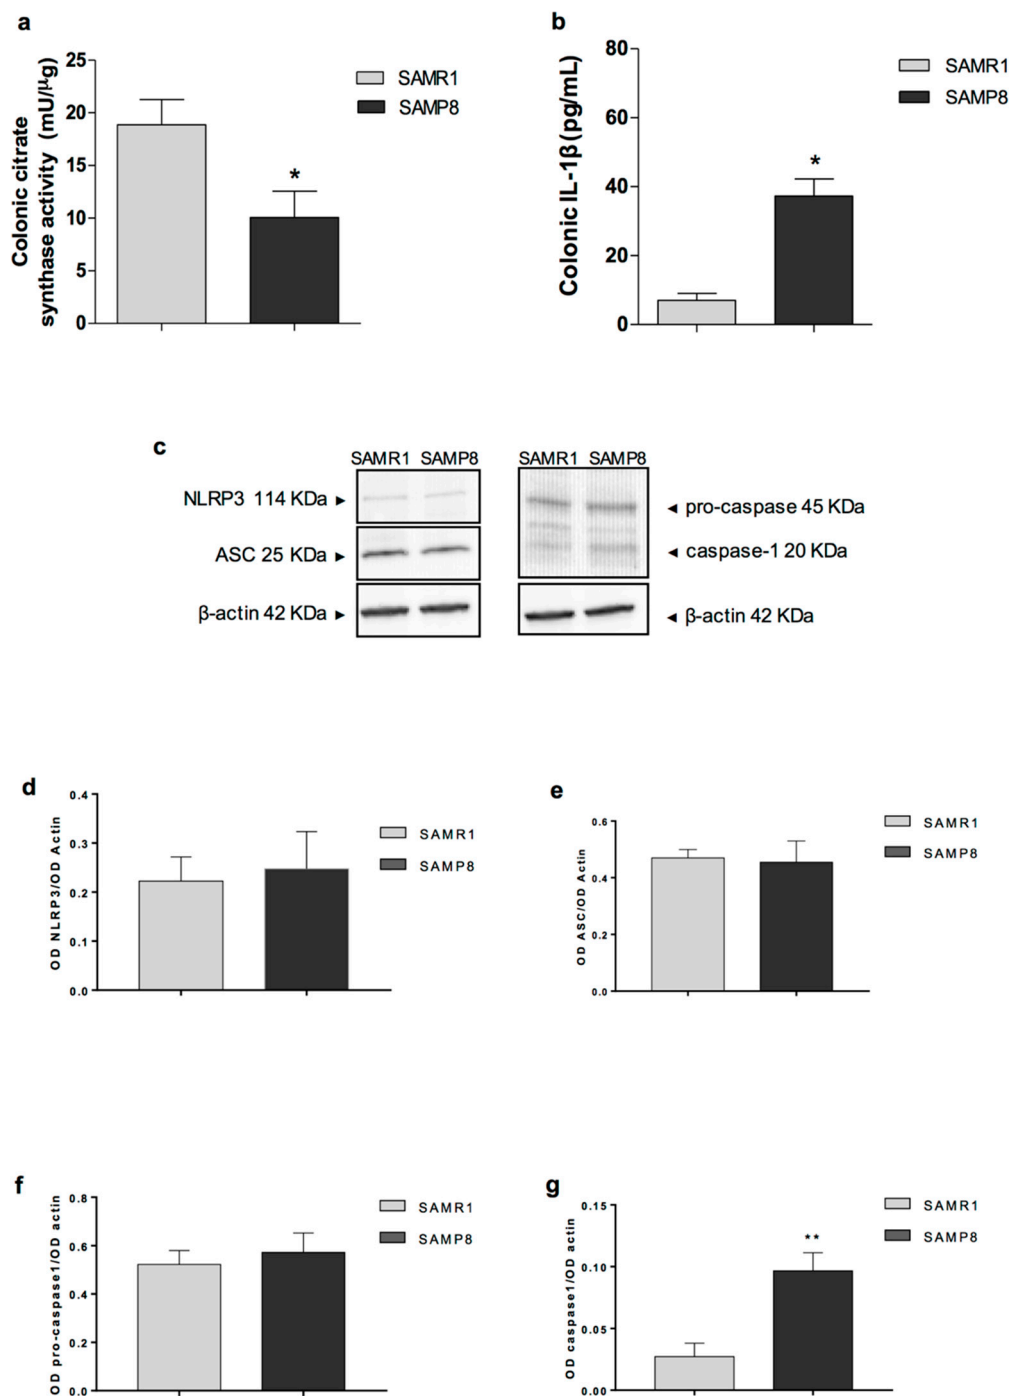 a
Colonic citrate
synthase activity (mU/µg)
25
20
15
10
5
0
*
SAMR1
SAMP8
b
Colonic IL-1β (pg/mL)
80
60
40
20
0
*
SAMR1
SAMP8
c
SAMR1 SAMP8
NLRP3 114 KDa ►
ASC 25 KDa ►
β-actin 42 KDa ►
SAMR1 SAMP8
◄ pro-caspase 45 KDa
◄ caspase-1 20 KDa
◄ β-actin 42 KDa
d
OD NLRP3/OD Actin
0.4
0.3
0.2
0.1
0.0
SAMR1
SAMP8
e
OD ASC/OD Actin
0.6
0.4
0.2
0.0
SAMR1
SAMP8
f
OD pro-caspase1/OD actin
0.8
0.6
0.4
0.2
0.0
SAMR1
SAMP8
g
OD caspase1/OD actin
0.15
0.10
0.05
0.00
**
SAMR1
SAMP8